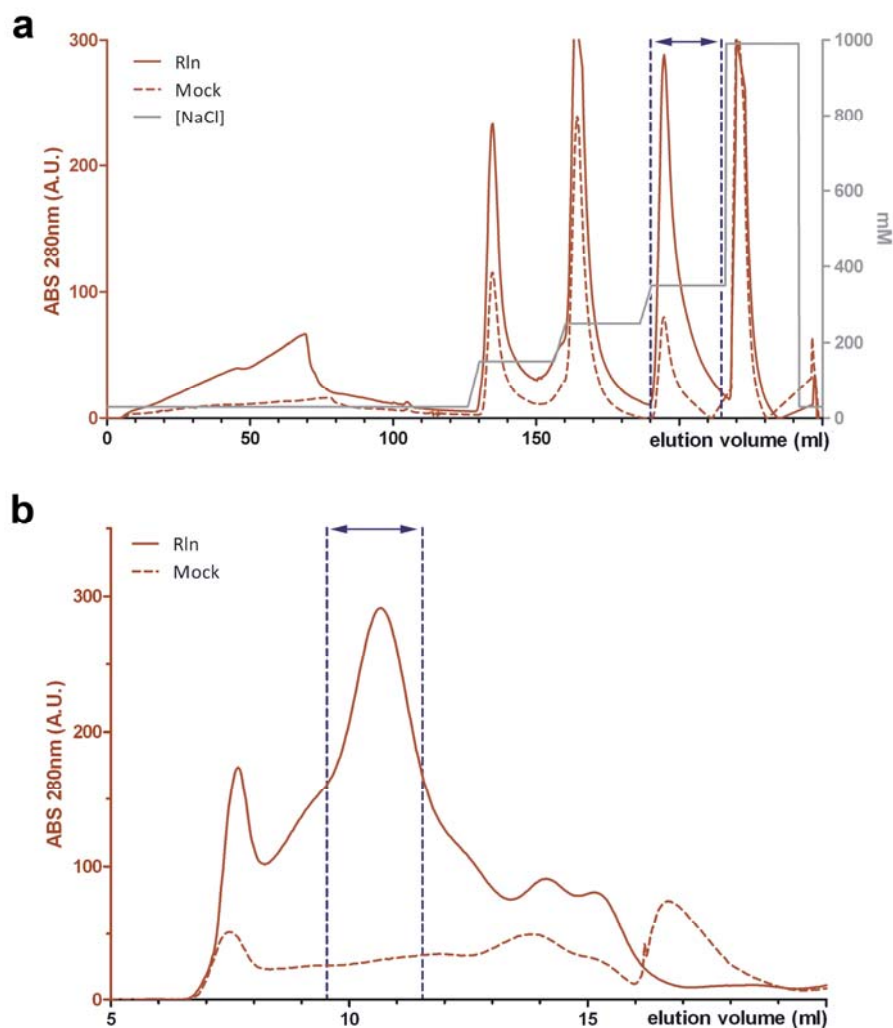 a
300
200
100
0
ABS 280nm (A.U.)
Rln
Mock
[NaCl]
1000
800
600
400
200
0
mM
0 50 100 150 elution volume (ml)
b
Rln
Mock
300
200
100
0
ABS 280nm (A.U.)
5 10 15 elution volume (ml)